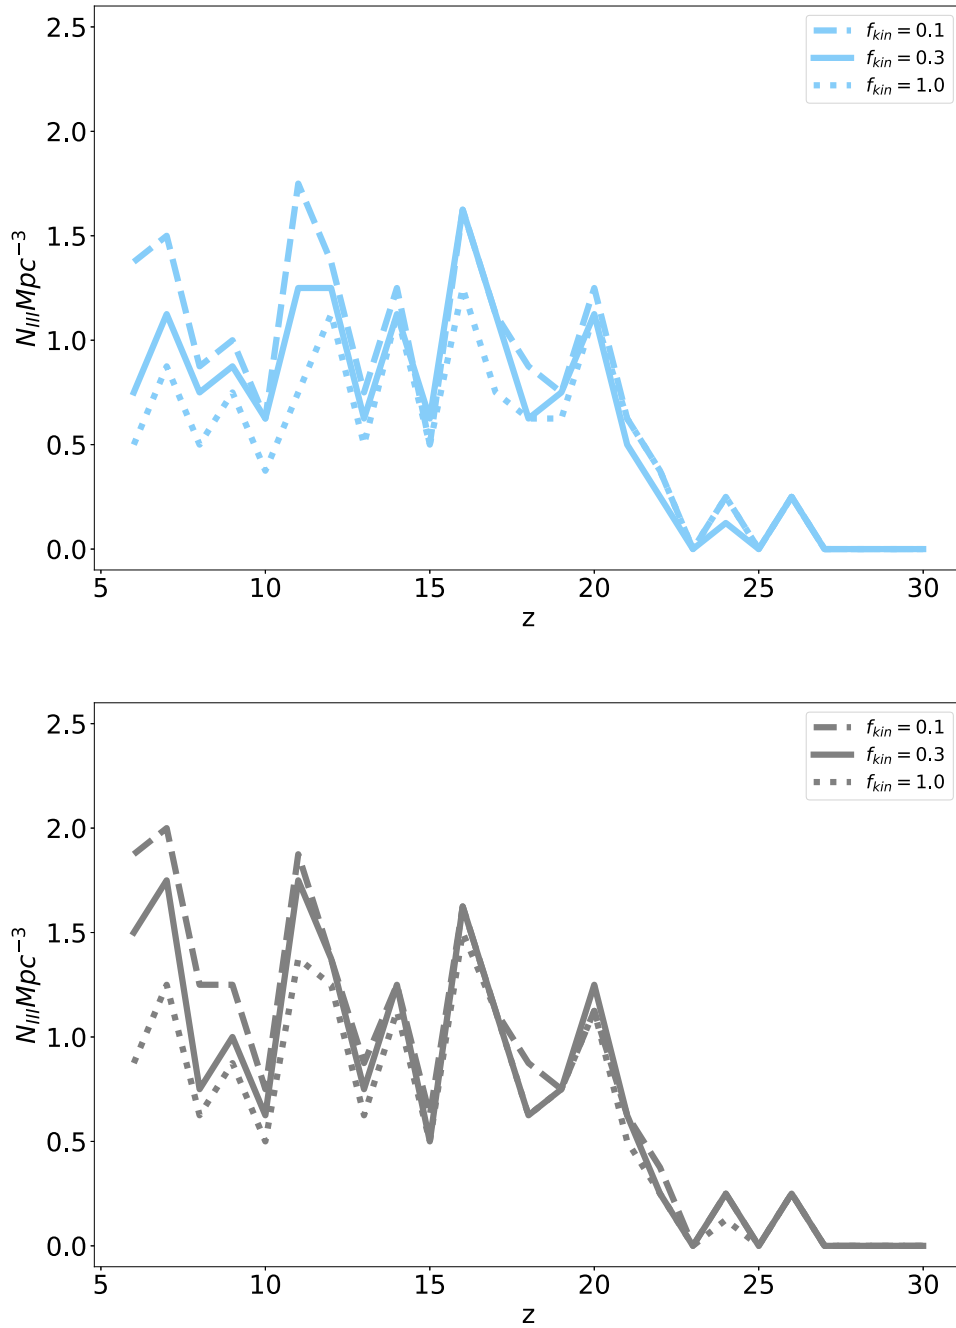 2.5
2.0
1.5
1.0
0.5
0.0
N_{III}Mpc^{-3}
f_{kin} = 0.1
f_{kin} = 0.3
f_{kin} = 1.0
5 10 15 20 25 30
z
2.5
2.0
1.5
1.0
0.5
0.0
N_{III}Mpc^{-3}
f_{kin} = 0.1
f_{kin} = 0.3
f_{kin} = 1.0
5 10 15 20 25 30
z